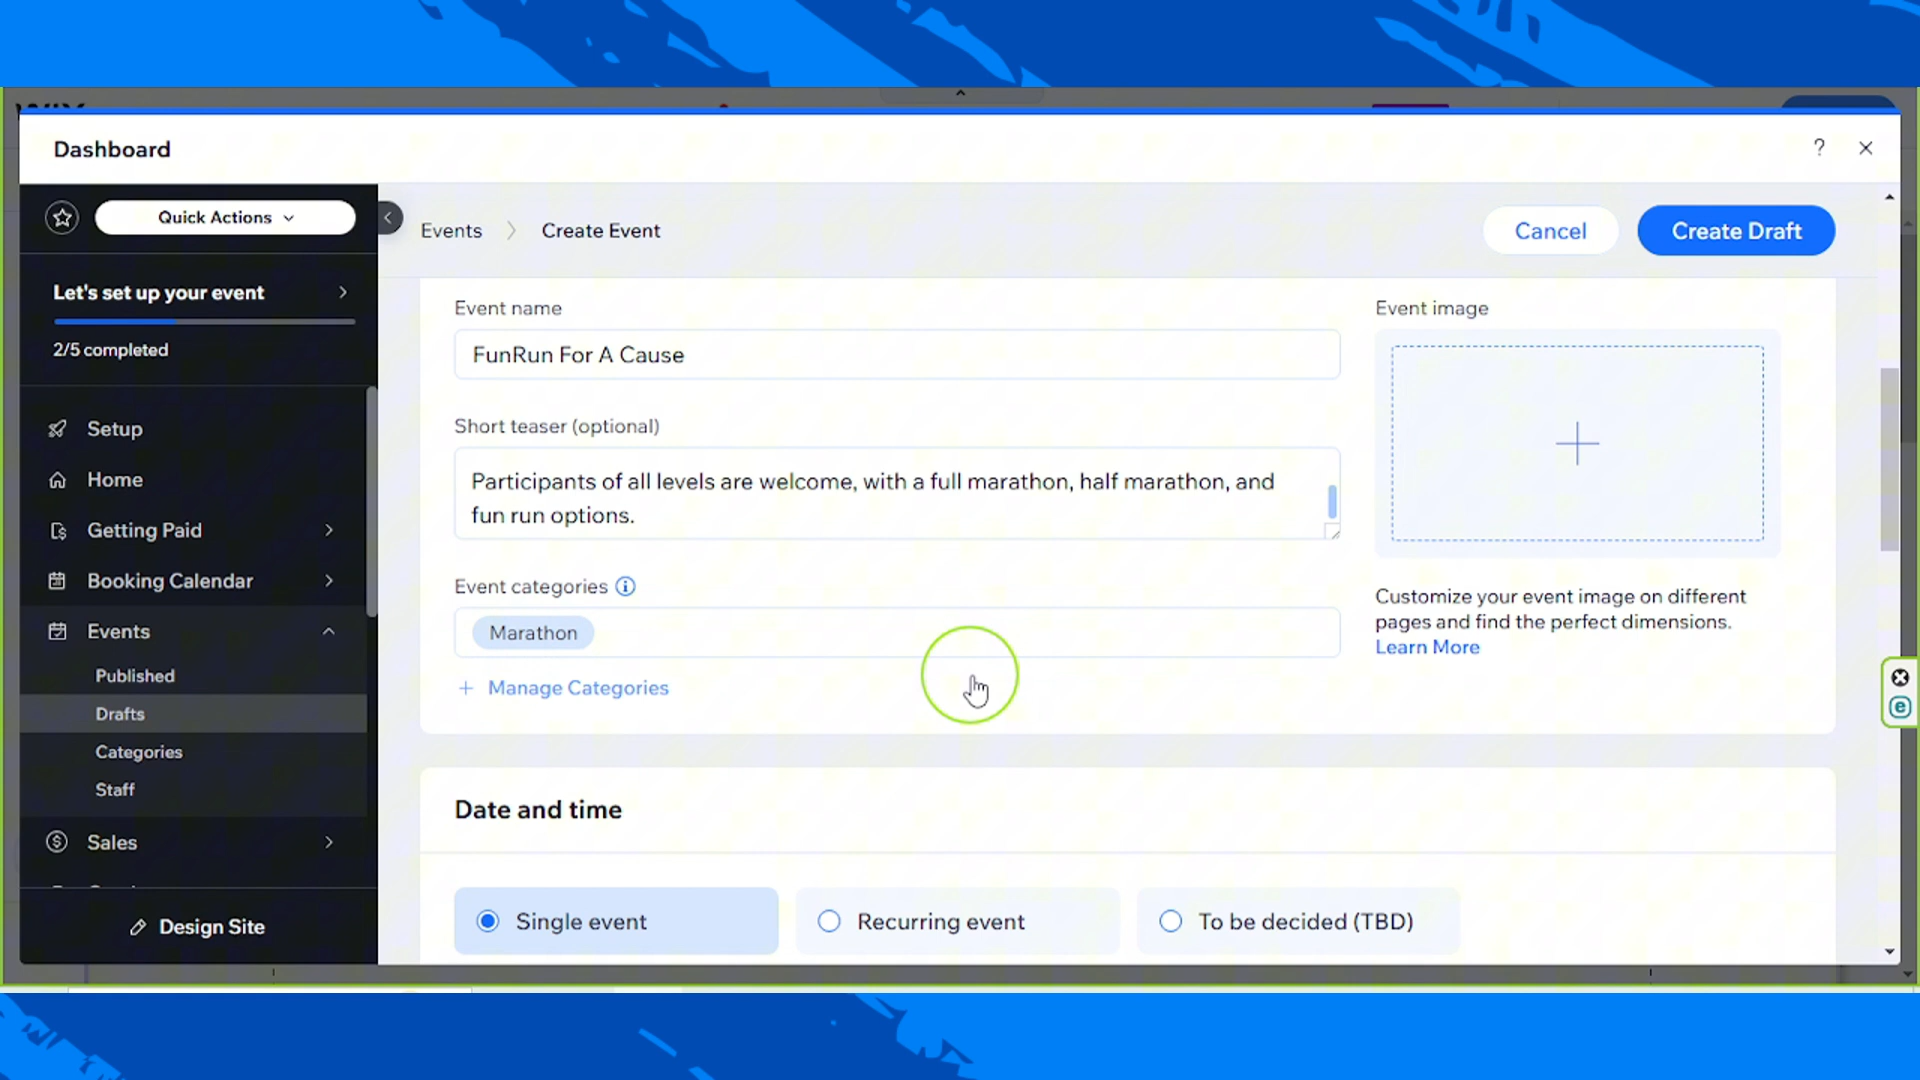 Dashboard
?
Quick Actions
Events
Create Event
Cancel
Create Draft
Let's set up your event
2/5 completed
Setup
Home
Getting Paid
Booking Calendar
Events
Published
Drafts
Categories
Staff
Sales
Design Site
Event name
FunRun For A Cause
Short teaser (optional)
Participants of all levels are welcome, with a full marathon, half marathon, and
fun run options.
Event categories
Marathon
+ Manage Categories
Event image
Customize your event image on different
pages and find the perfect dimensions.
Learn More
Date and time
Single event
Recurring event
To be decided (TBD)